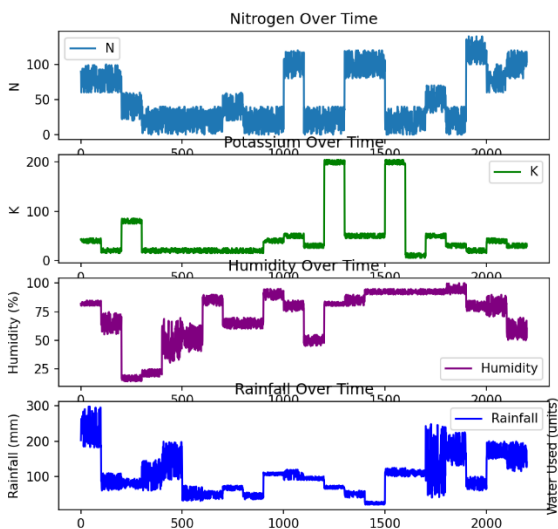 Nitrogen Over Time
N
N
100
50
0
0 500 1000 1500 2000
Potassium Over Time
K
K
200
100
0
0 500 1000 1500 2000
Humidity Over Time
Humidity (%)
Humidity
100
75
50
25
0 500 1000 1500 2000
Rainfall Over Time
Rainfall (mm)
Rainfall
300
200
100
0 500 1000 1500 2000
Water Used (units)